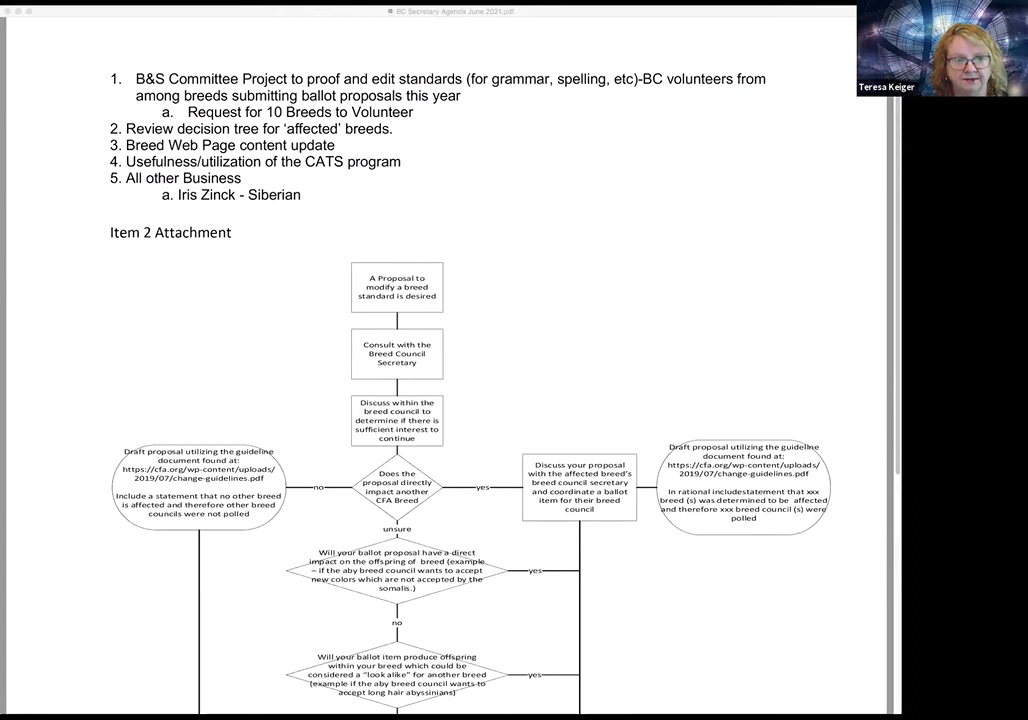 BC Secretary Agenda June 2021.pdf
Teresa Keiger
1. B&S Committee Project to proof and edit standards (for grammar, spelling, etc)-BC volunteers from
among breeds submitting ballot proposals this year
a. Request for 10 Breeds to Volunteer
2. Review decision tree for ‘affected’ breeds.
3. Breed Web Page content update
4. Usefulness/utilization of the CATS program
5. All other Business
a. Iris Zinck - Siberian
Item 2 Attachment
A Proposal to
modify a breed
standard is desired
Consult with the
Breed Council
Secretary
Discuss within the
breed council to
determine if there is
sufficient interest to
continue
Draft proposal utilizing the guideline
document found at:
https://cfa.org/wp-content/uploads/
2019/07/change-guidelines.pdf
Include a statement that no other breed
is affected and therefore other breed
councils were not polled
no
Does the
proposal directly
impact another
CFA Breed
yes
Discuss your proposal
with the affected breed's
breed council secretary
and coordinate a ballot
item for their breed
council
Draft proposal utilizing the guideline
document found at:
https://cfa.org/wp-content/uploads/
2019/07/change-guidelines.pdf
In rational includestatement that xxx
breed (s) was determined to be affected
and therefore xxx breed council (s) were
polled
unsure
Will your ballot proposal have a direct
impact on the offspring of breed (example
– if the aby breed council wants to accept
new colors which are not accepted by the
somalis.)
yes
no
Will your ballot item produce offspring
within your breed which could be
considered a "look alike" for another breed
(example if the aby breed council wants to
accept long hair abyssinians)
yes